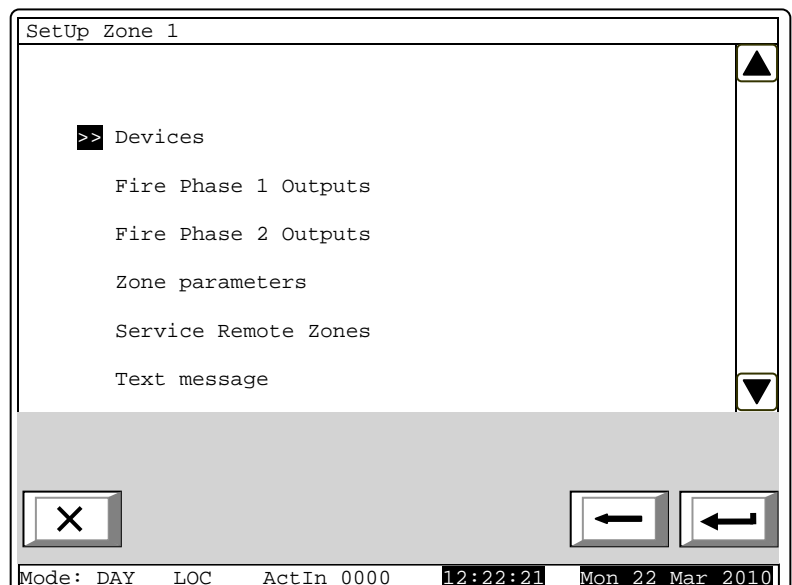 SetUp Zone 1
>> Devices
Fire Phase 1 Outputs
Fire Phase 2 Outputs
Zone parameters
Service Remote Zones
Text message
Mode: DAY LOC ActIn 0000 12:22:21 Mon 22 Mar 2010